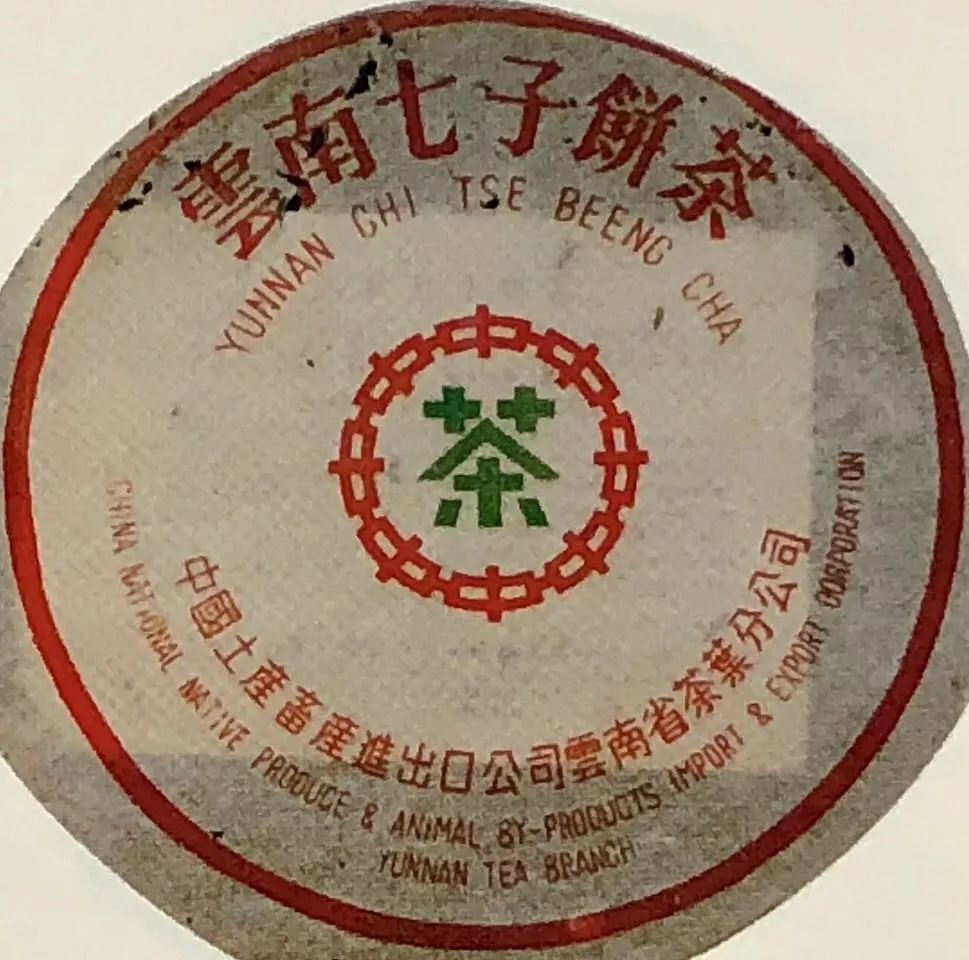 雲南七子餅茶
YUNNAN CHI TSE BEENG CHA
茶
中國土產畜產進出口公司雲南省茶葉分公司
CHINA NATIONAL NATIVE PRODUCE & ANIMAL BY-PRODUCTS IMPORT & EXPORT CORPORATION
YUNNAN TEA BRANCH